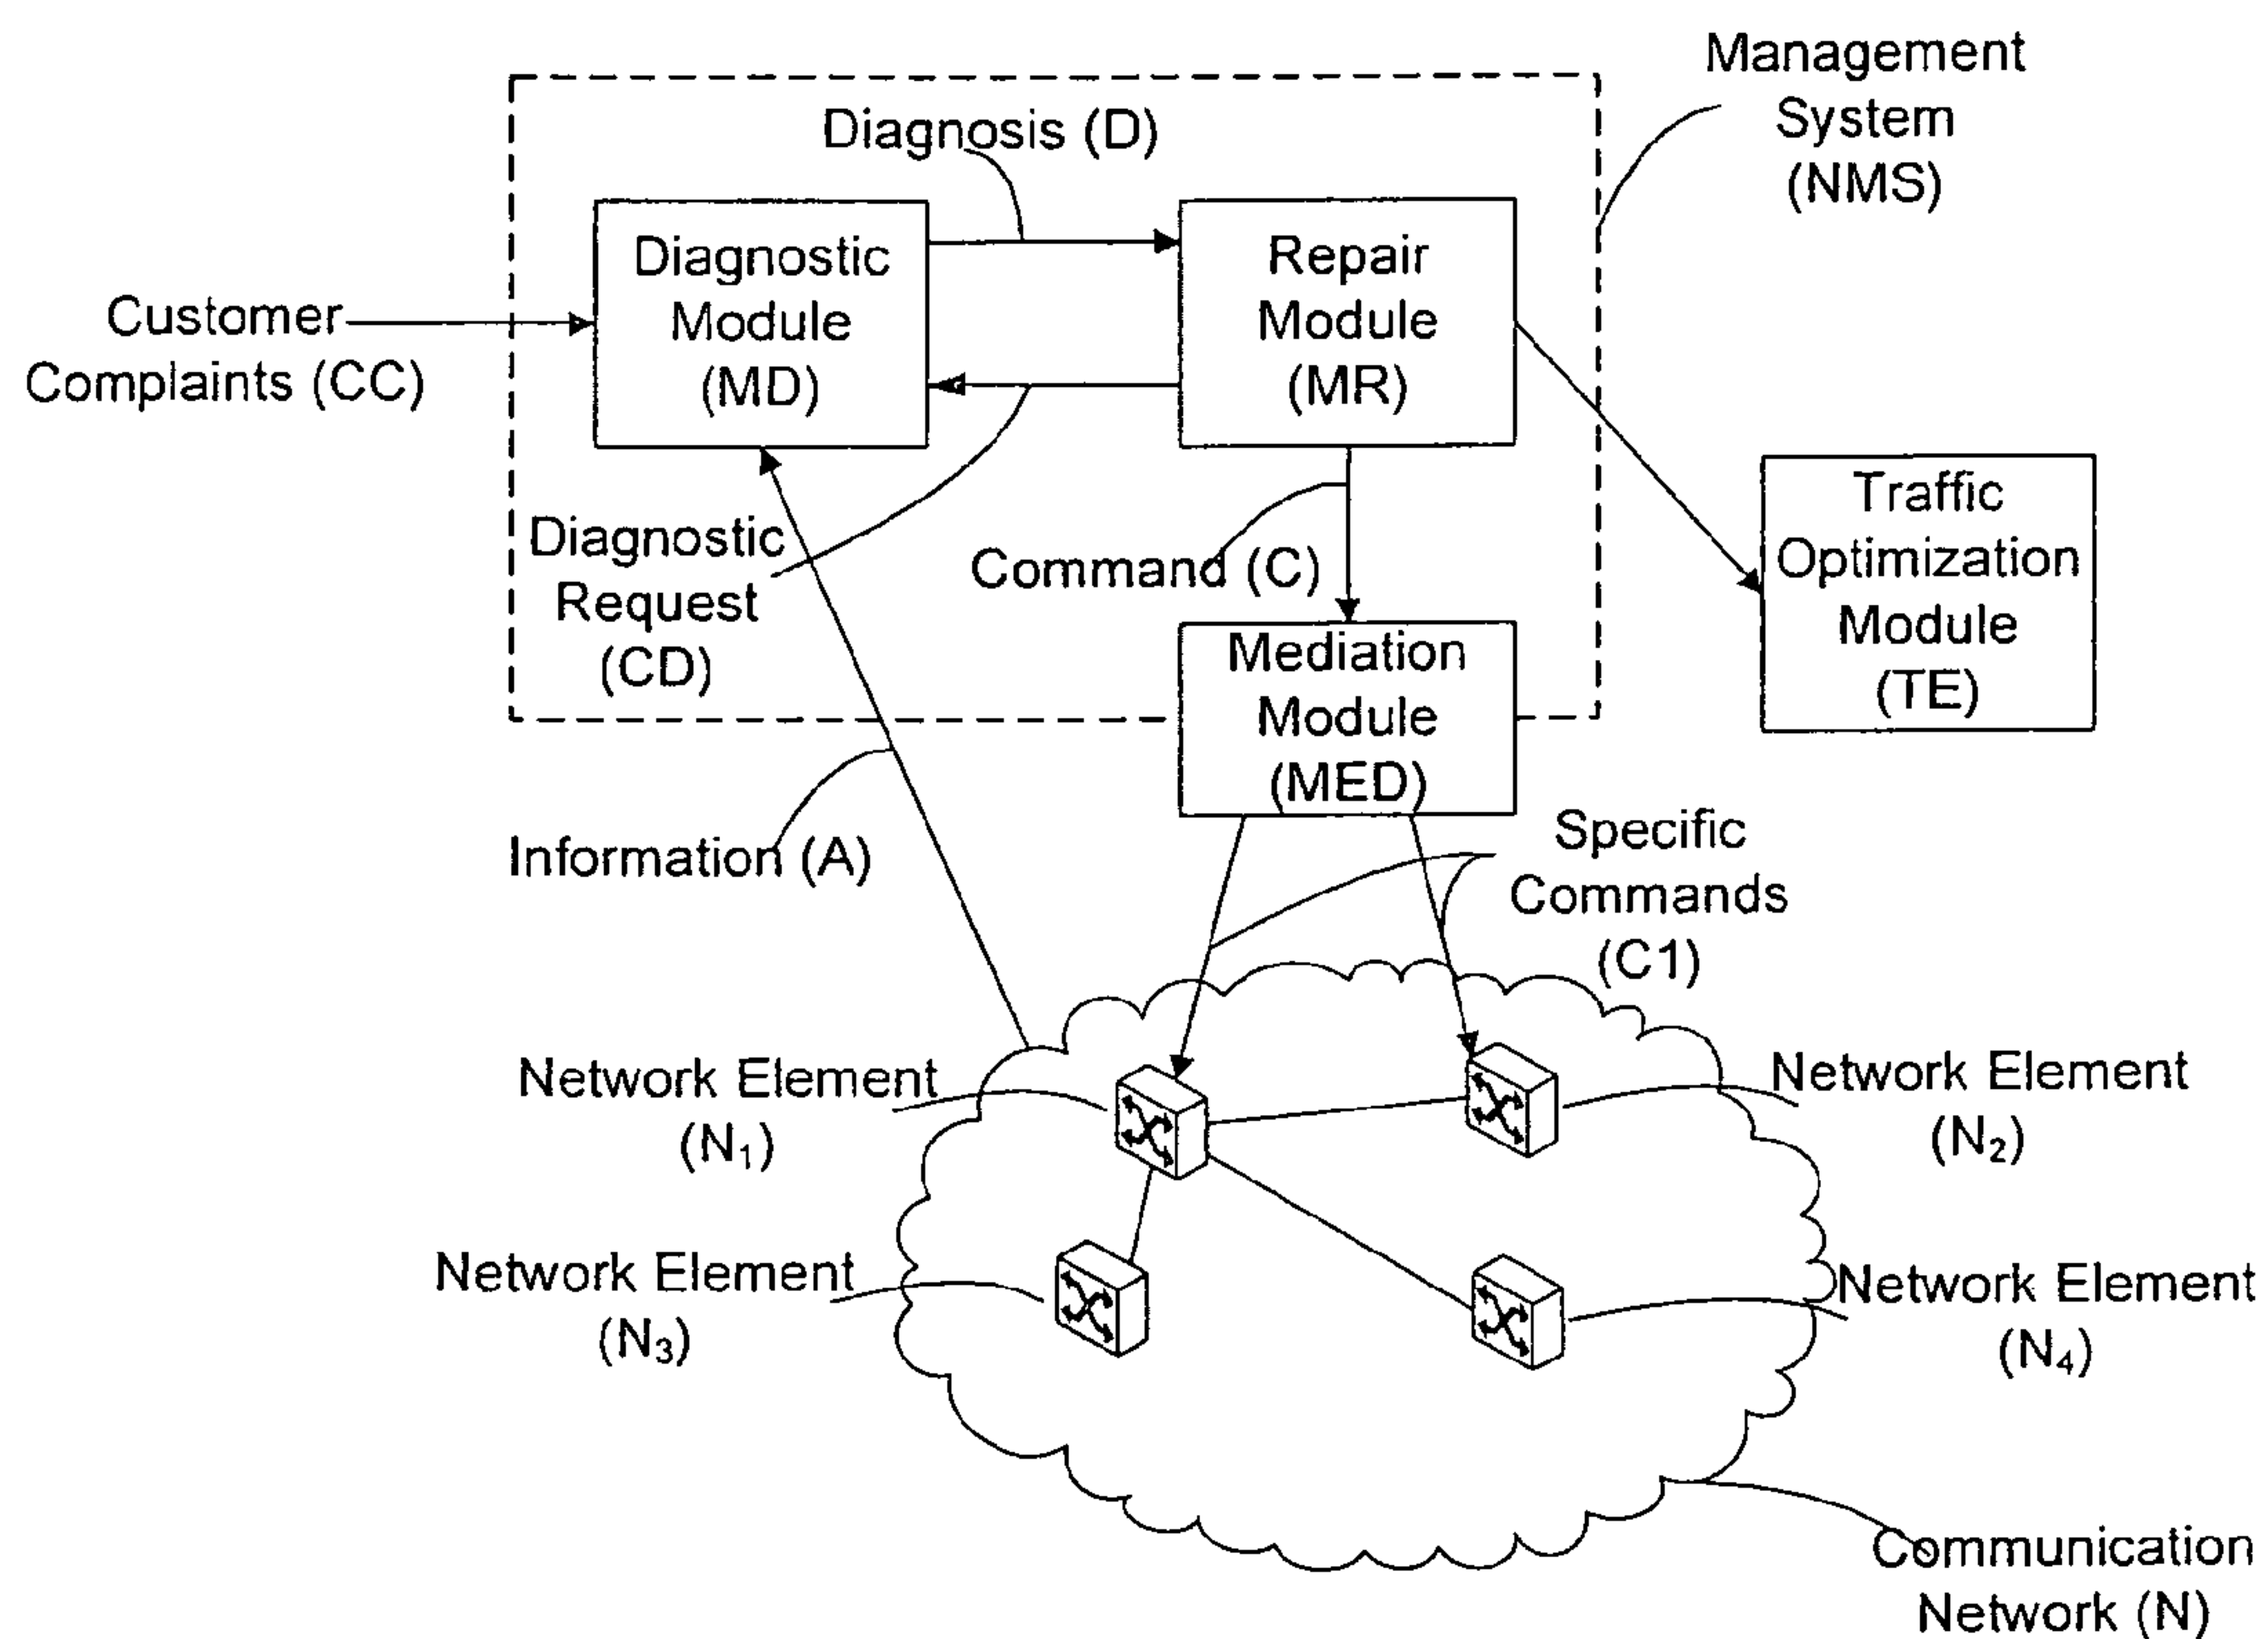 Management
System
(NMS)
Diagnosis (D)
Diagnostic
Module
(MD)
Repair
Module
(MR)
Customer
Complaints (CC)
Traffic
Optimization
Module
(TE)
Diagnostic
Request
(CD)
Command (C)
Mediation
Module
(MED)
Information (A)
Specific
Commands
(C1)
Network Element
(N₁)
Network Element
(N₂)
Network Element
(N₃)
Network Element
(N₄)
Communication
Network (N)